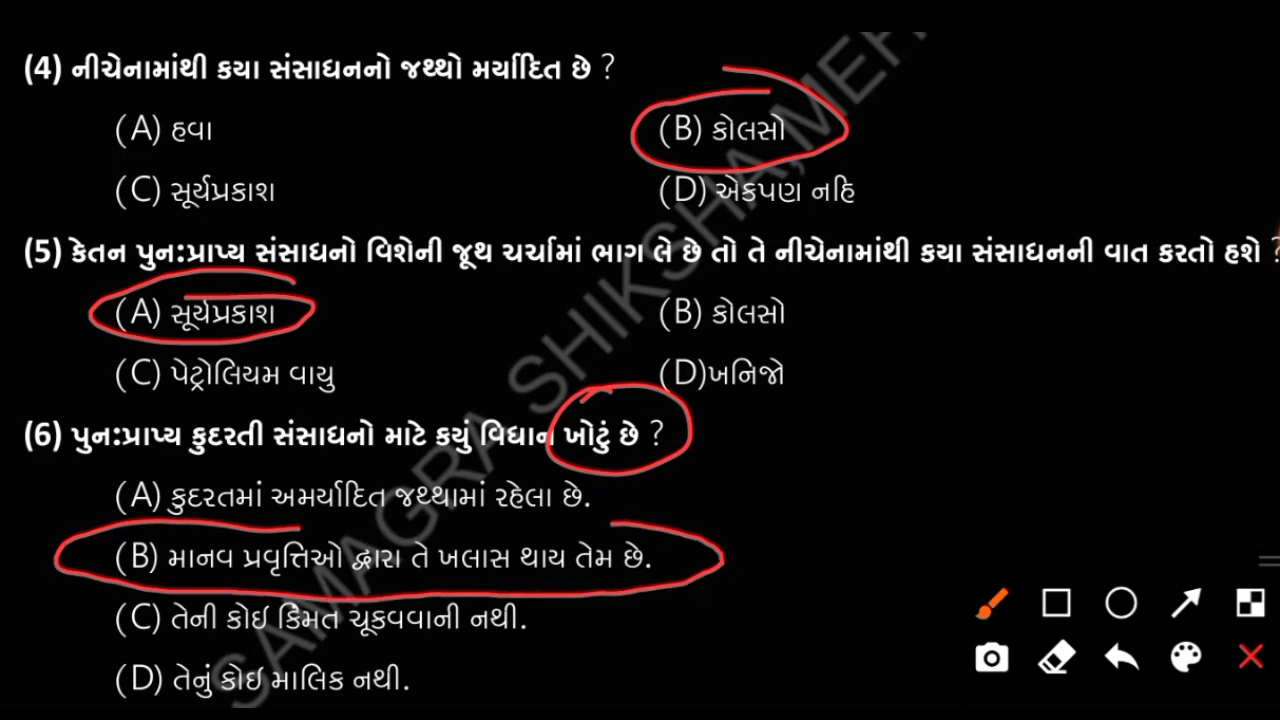 (4) નીચેનામાંથી કયા સંસાધનનો જથ્થો મર્યાદિત છે ?
(A) હવા (B) કોલસો
(C) સૂર્યપ્રકાશ (D) એકપણ નહિ
(5) કેતન પુન:પ્રાપ્ય સંસાધનો વિશેની જૂથ ચર્ચામાં ભાગ લે છે તો તે નીચેનામાંથી કયા સંસાધનની વાત કરતો હશે ?
(A) સૂર્યપ્રકાશ (B) કોલસો
(C) પેટ્રોલિયમ વાયુ (D)ખનિજો
(6) પુન:પ્રાપ્ય કુદરતી સંસાધનો માટે કયું વિધાન ખોટું છે ?
(A) કુદરતમાં અમર્યાદિત જથ્થામાં રહેલા છે.
(B) માનવ પ્રવૃત્તિઓ દ્વારા તે ખલાસ થાય તેમ છે.
(C) તેની કોઈ કિંમત ચૂકવવાની નથી.
(D) તેનું કોઈ માલિક નથી.
SAMAGRA SHIKSHA,MEH